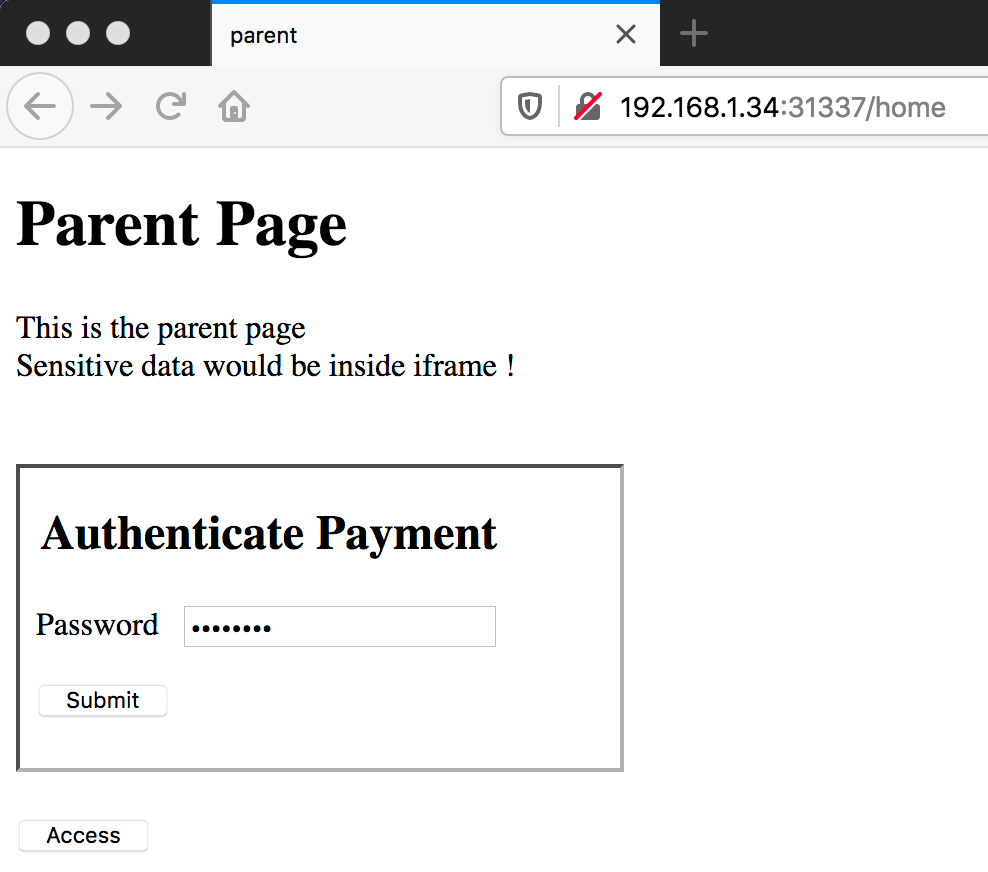 parent
192.168.1.34:31337/home
Parent Page
This is the parent page
Sensitive data would be inside iframe !
Authenticate Payment
Password ••••••••
Submit
Access